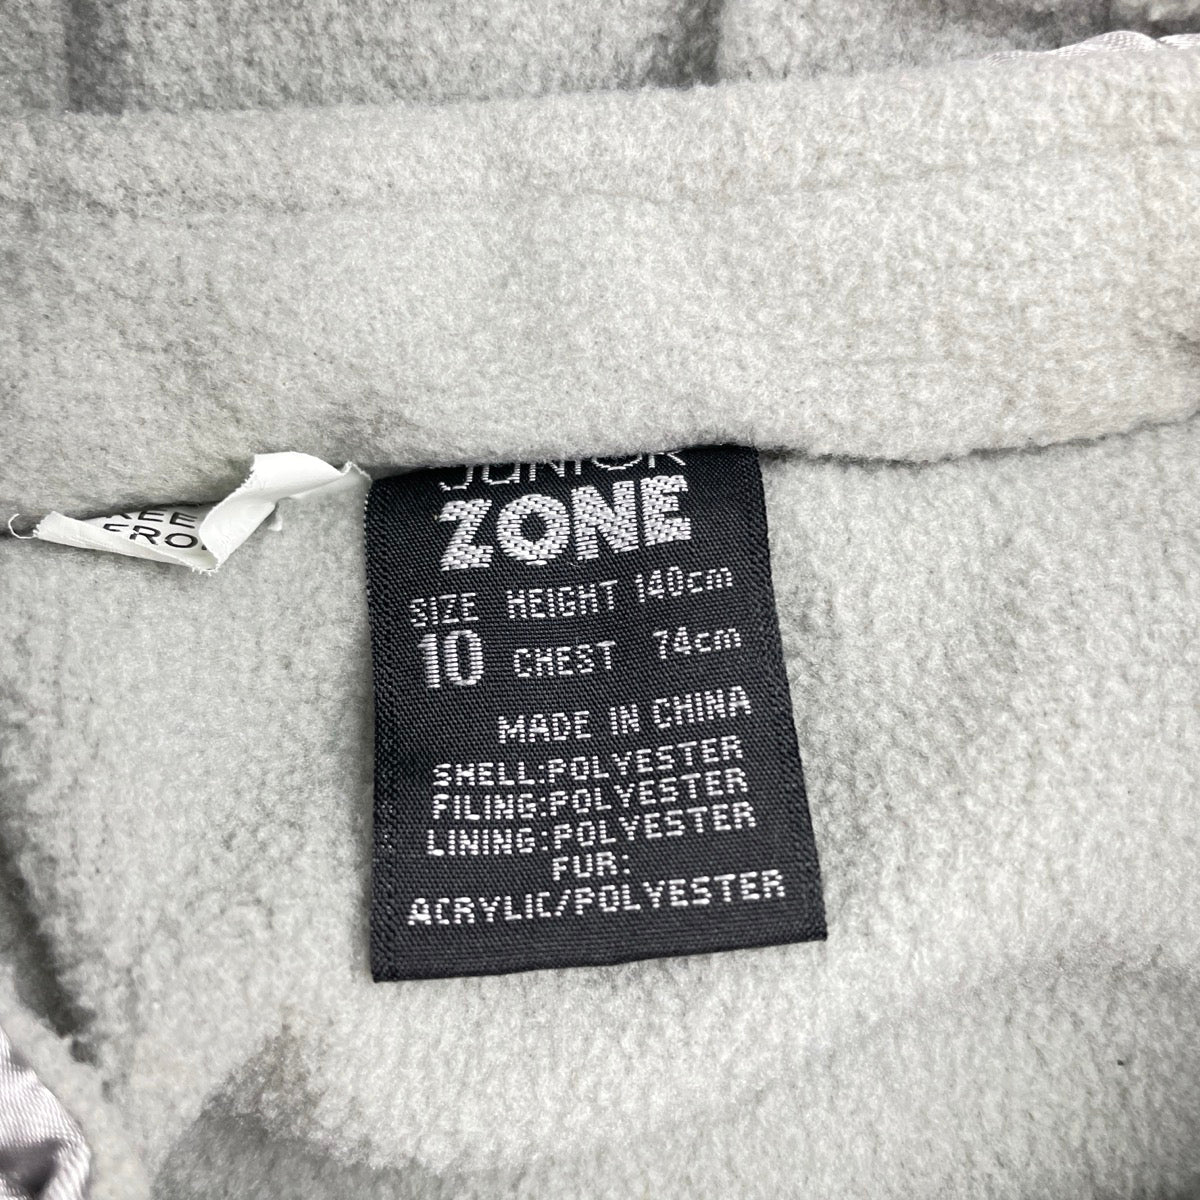 JUNIOR
ZONE
SIZE HEIGHT 140cm
10 CHEST 74cm
MADE IN CHINA
SHELL:POLYESTER
FILING:POLYESTER
LINING:POLYESTER
FUR:
ACRYLIC/POLYESTER